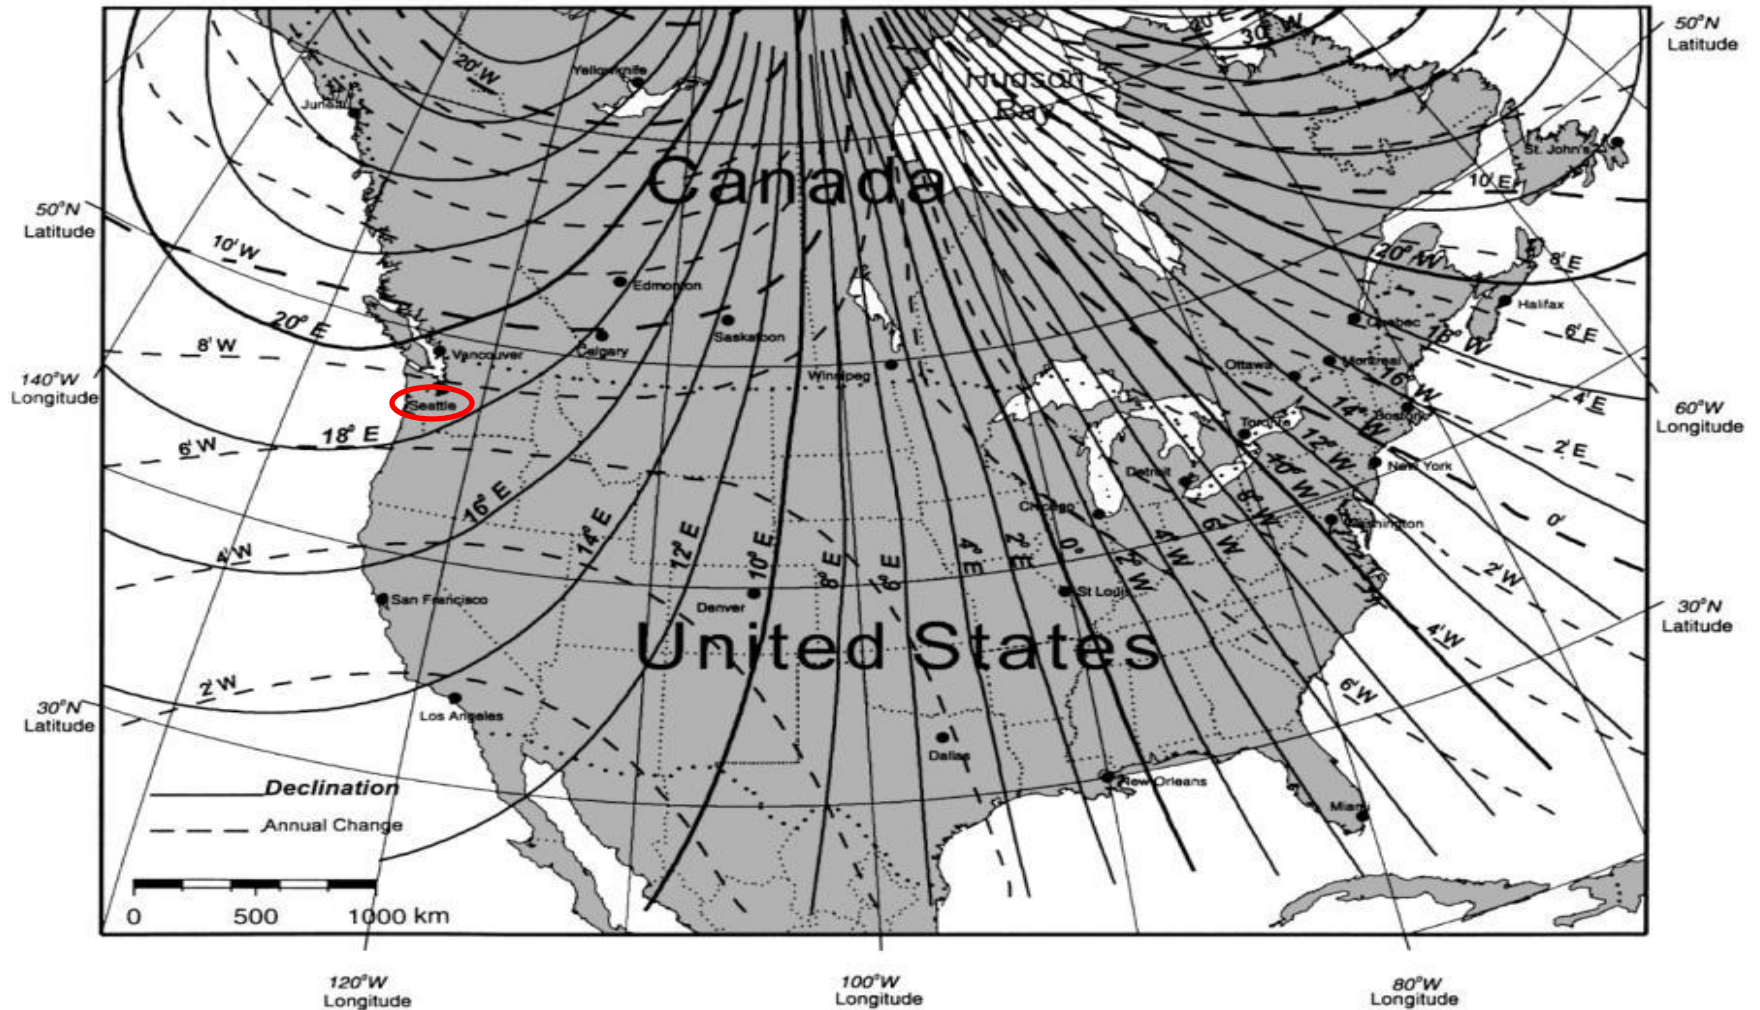 20' E
30' W
50°N
Latitude
20' W
Yellowknife
Hudson
Bay
Juneau
St. John's
Canada
10' E
50°N
Latitude
10' W
20° W
8' E
Edmonton
Halifax
20° E
Quebec
6' E
18° W
Saskatoon
8' W
Vancouver
Calgary
Ottawa
Montreal
Winnipeg
140°W
Longitude
16° W
4' E
60°W
Longitude
Seattle
14° W
Boston
Toronto
18° E
12° W
6' W
2' E
Detroit
10° W
New York
16° E
8° W
Chicago
0'
Washington
14° E
12° E
10° E
8° E
6° E
4° E
2° E
0°
2° W
4° W
6° W
4' W
2' W
San Francisco
Denver
St Louis
30°N
Latitude
United States
4' W
2' W
6' W
30°N
Latitude
Los Angeles
Dallas
New Orleans
Declination
Miami
Annual Change
0 500 1000 km
120°W
Longitude
100°W
Longitude
80°W
Longitude